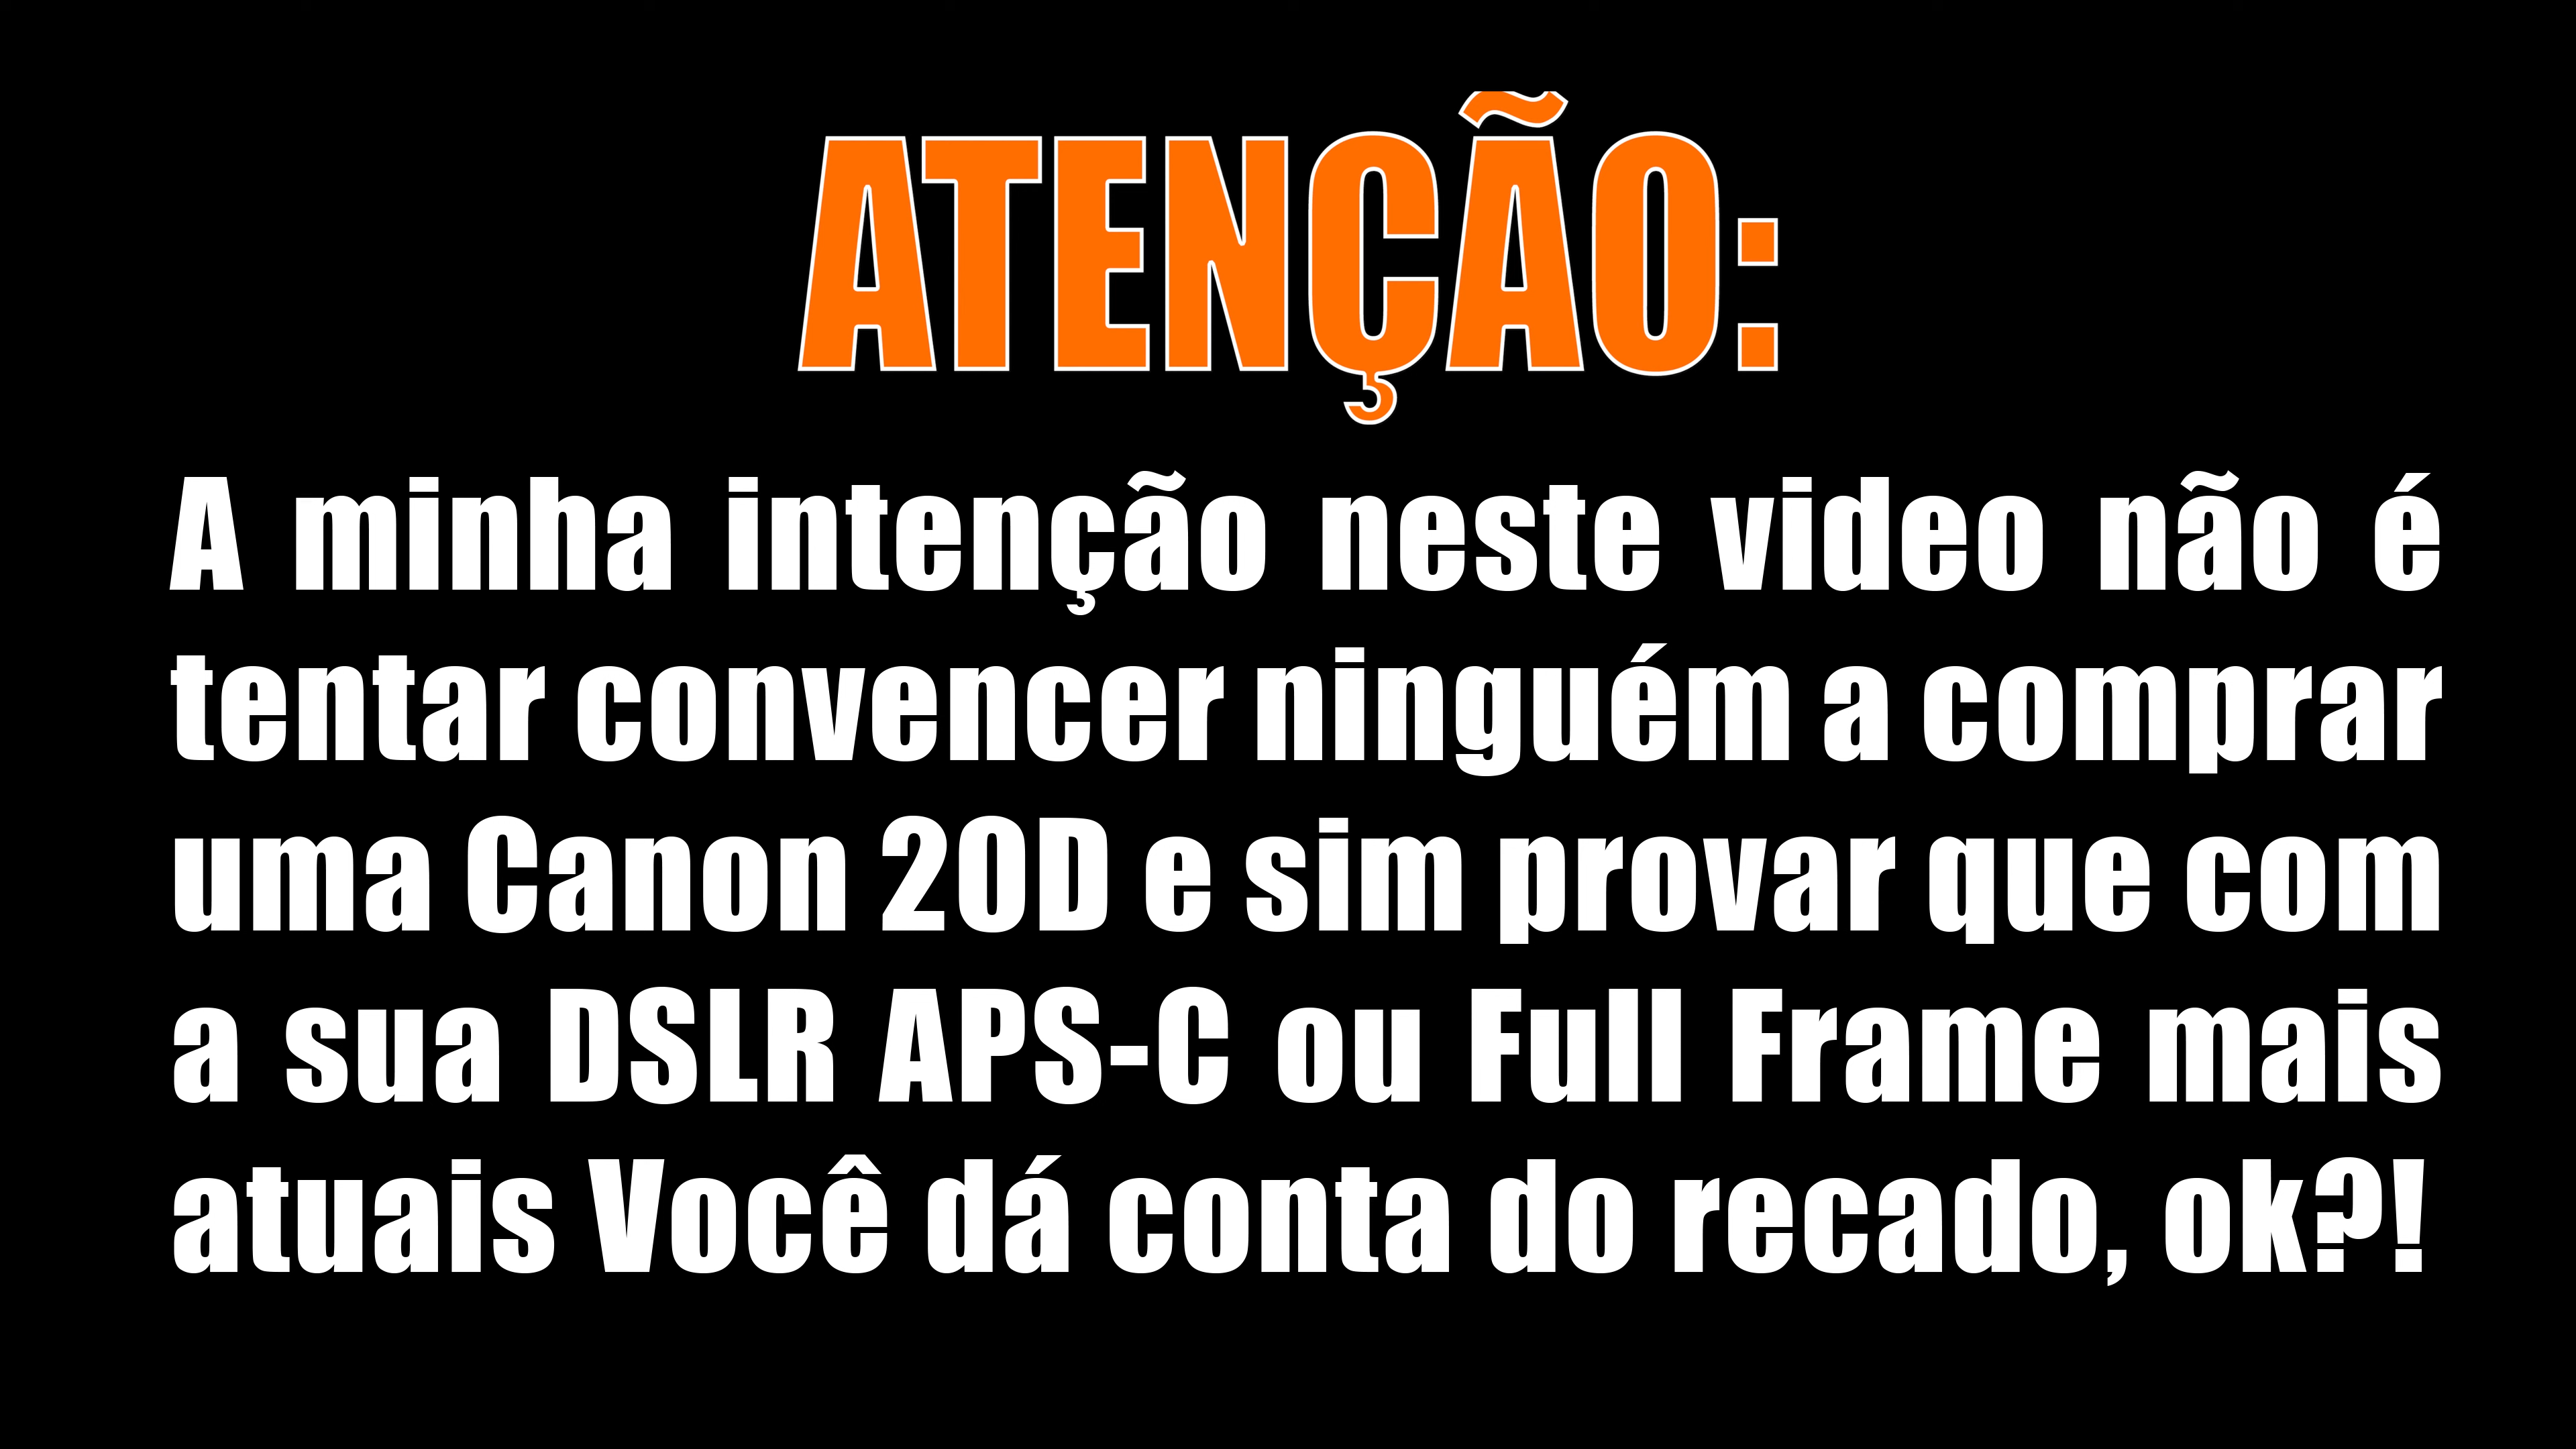 ATENÇÃO:
A minha intenção neste video não é
tentar convencer ninguém a comprar
uma Canon 20D e sim provar que com
a sua DSLR APS-C ou Full Frame mais
atuais Você dá conta do recado, ok?!